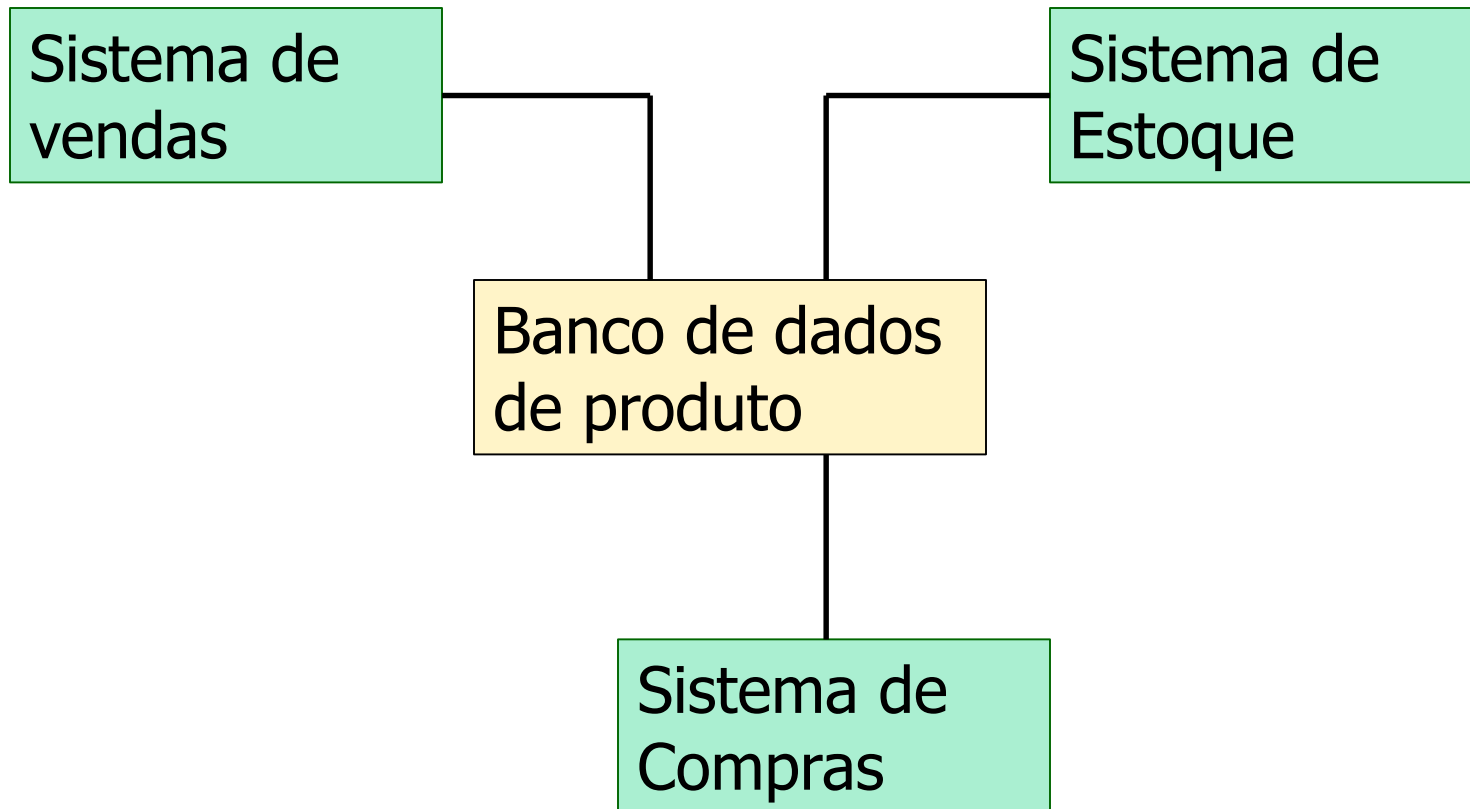 Sistema de
vendas
Sistema de
Estoque
Banco de dados
de produto
Sistema de
Compras